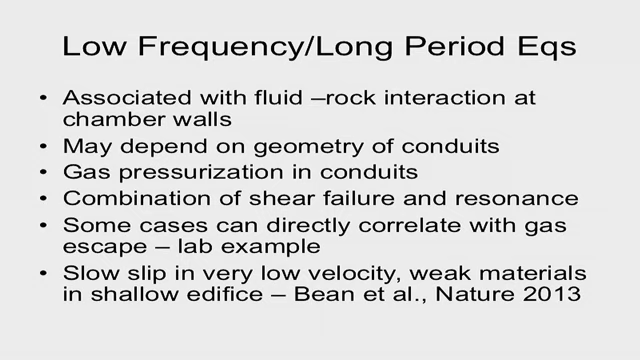 Low Frequency/Long Period Eqs
• Associated with fluid –rock interaction at
chamber walls
• May depend on geometry of conduits
• Gas pressurization in conduits
• Combination of shear failure and resonance
• Some cases can directly correlate with gas
escape – lab example
• Slow slip in very low velocity, weak materials
in shallow edifice – Bean et al., Nature 2013